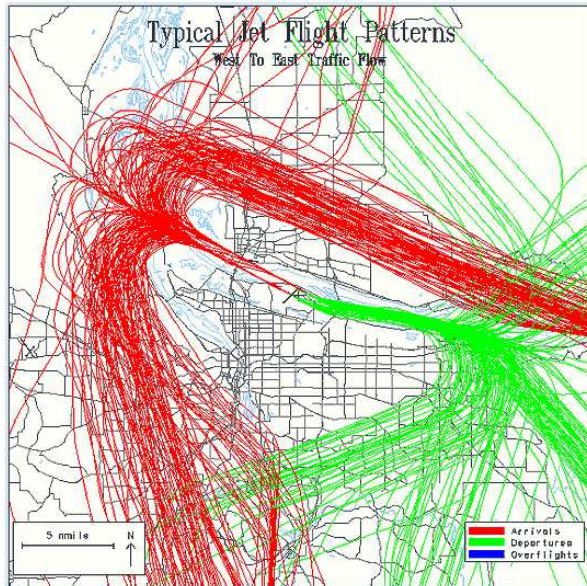 Typical Jet Flight Patterns
West To East Traffic Flow
5 nmile
N
Arrivals
Departures
Overflights